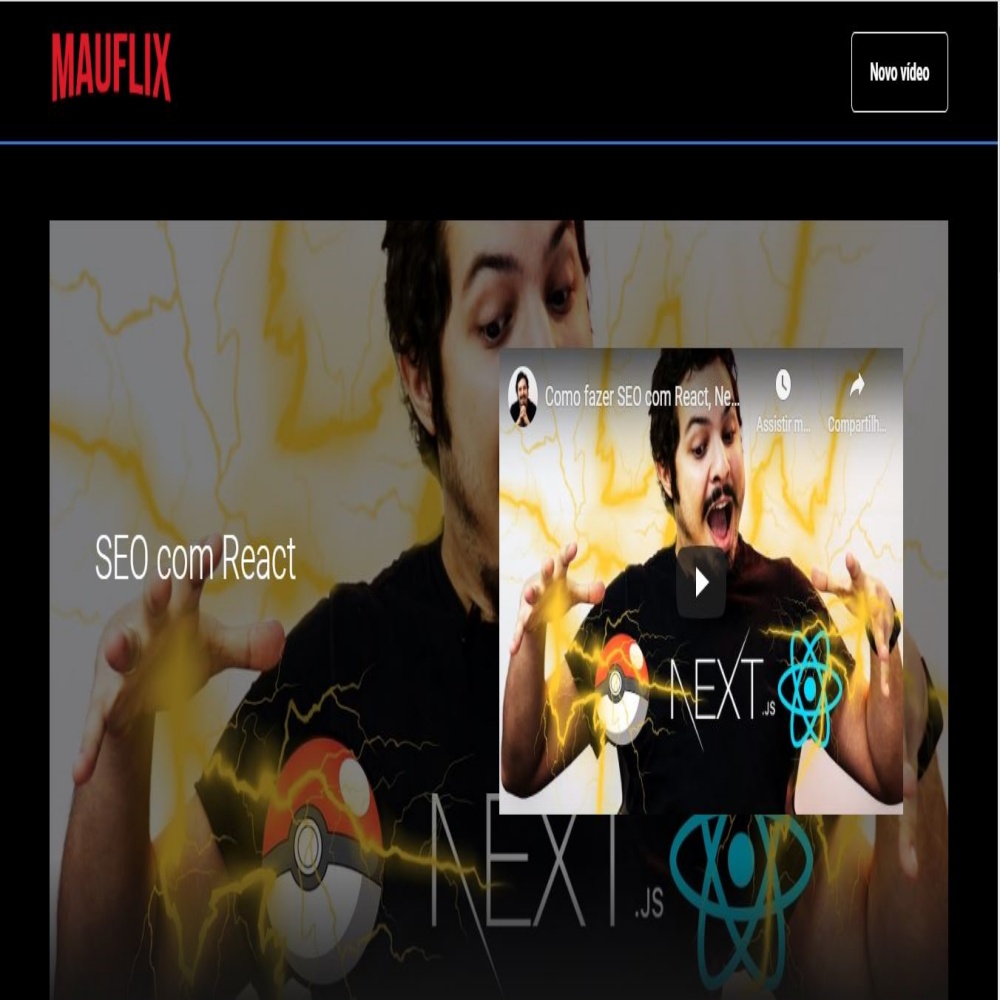 MAUFLIX
Novo vídeo
Como fazer SEO com React, Ne...
Assistir m...
Compartilh...
SEO com React
NEXT
.JS
NEXT
.JS